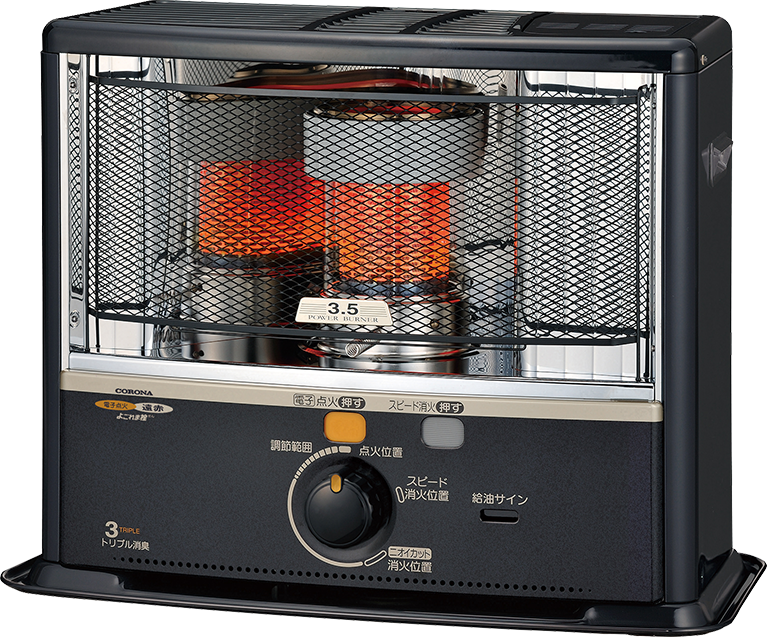 3.5
POWER BURNER
CORONA
電子点火 遠赤
よごれま栓
電子 点火 押す
スピード消火 押す
調節範囲
点火位置
スピード
消火位置
給油サイン
ニオイカット
消火位置
3 TRIPLE
トリプル消臭